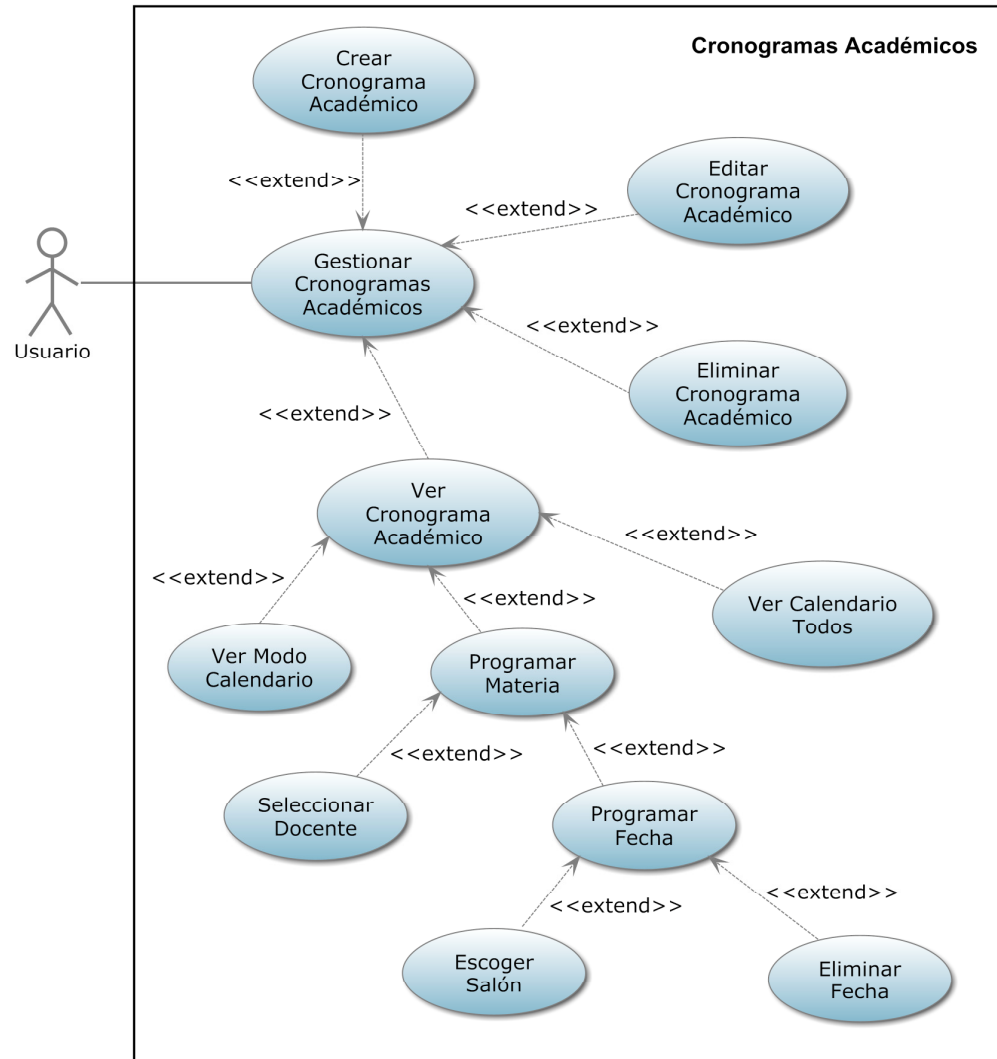 Cronogramas Académicos
Crear
Cronograma
Académico
<<extend>>
Editar
Cronograma
Académico
<<extend>>
Gestionar
Cronogramas
Académicos
Usuario
<<extend>>
Eliminar
Cronograma
Académico
<<extend>>
Ver
Cronograma
Académico
<<extend>>
<<extend>>
<<extend>>
Ver Calendario
Todos
Ver Modo
Calendario
Programar
Materia
<<extend>>
<<extend>>
Seleccionar
Docente
Programar
Fecha
<<extend>>
<<extend>>
Escoger
Salón
Eliminar
Fecha